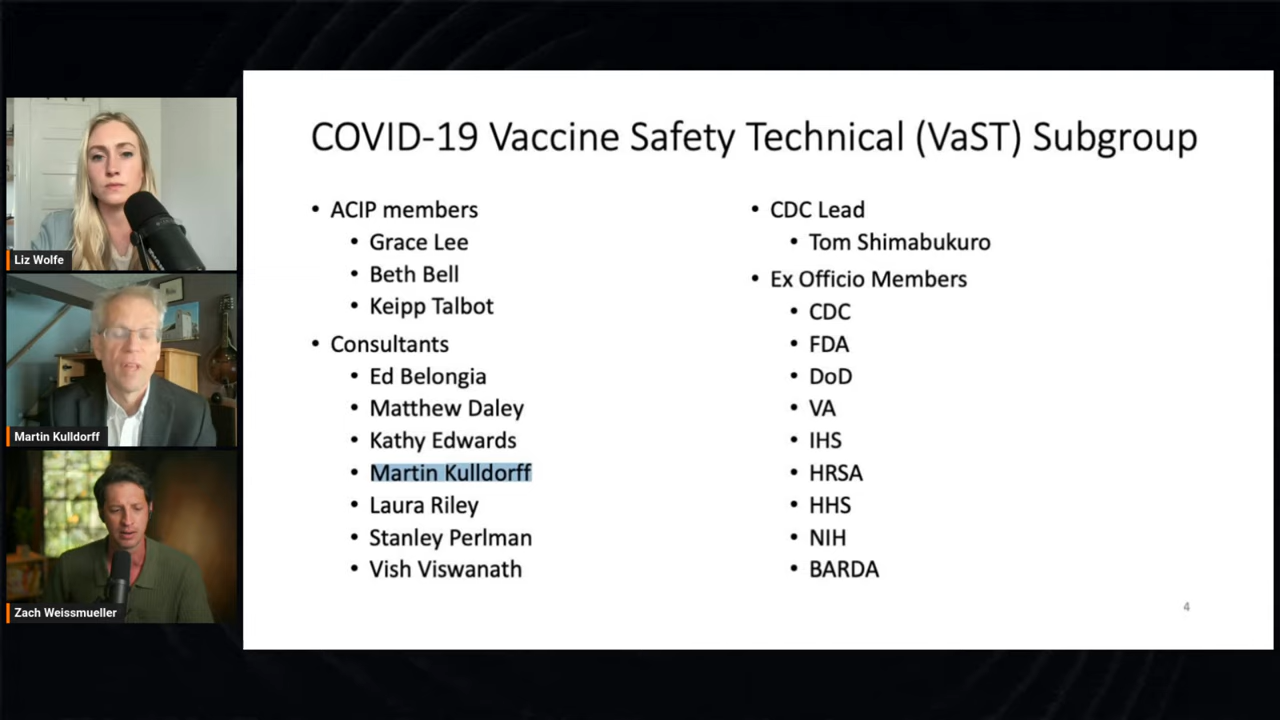 Liz Wolfe
Martin Kulldorff
Zach Weissmueller
COVID-19 Vaccine Safety Technical (VaST) Subgroup
• ACIP members
• Grace Lee
• Beth Bell
• Keipp Talbot
• Consultants
• Ed Belongia
• Matthew Daley
• Kathy Edwards
• Martin Kulldorff
• Laura Riley
• Stanley Perlman
• Vish Viswanath
• CDC Lead
• Tom Shimabukuro
• Ex Officio Members
• CDC
• FDA
• DoD
• VA
• IHS
• HRSA
• HHS
• NIH
• BARDA
4